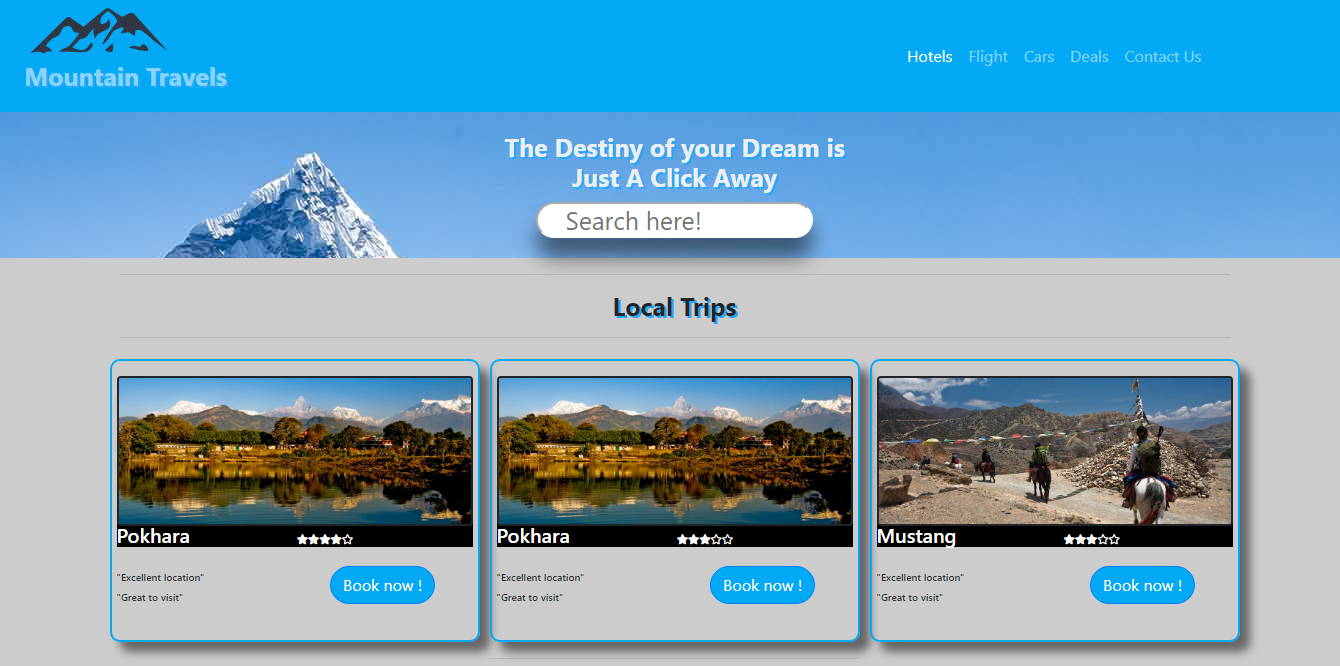 Mountain Travels
Hotels Flight Cars Deals Contact Us
The Destiny of your Dream is
Just A Click Away
Search here!
Local Trips
Pokhara
"Excellent location"
"Great to visit"
Book now !
Pokhara
"Excellent location"
"Great to visit"
Book now !
Mustang
"Excellent location"
"Great to visit"
Book now !